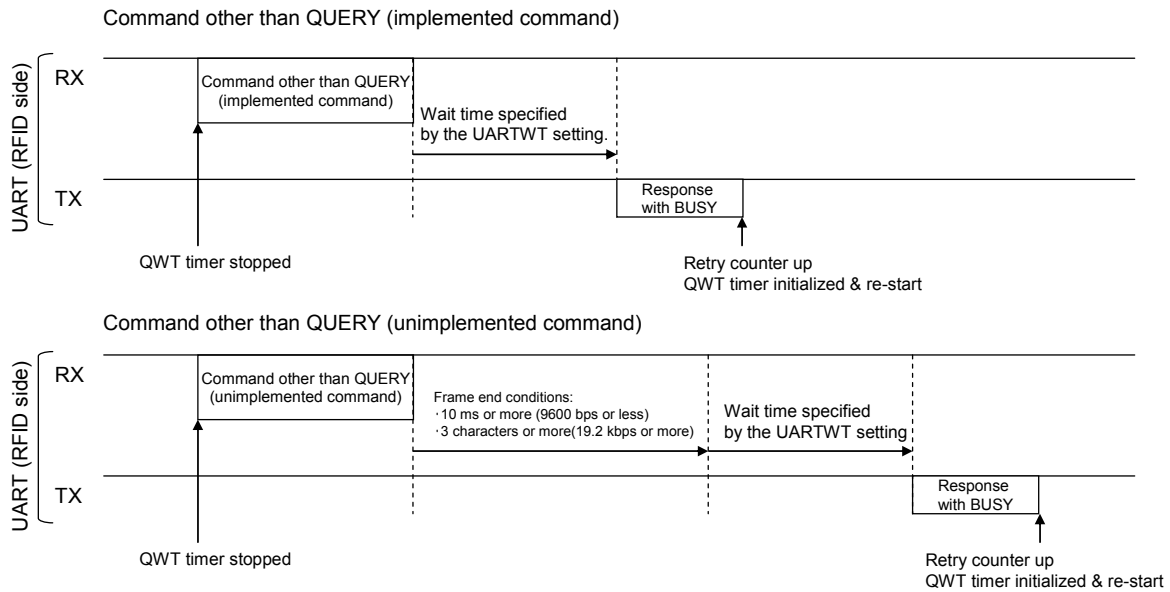 Command other than QUERY (implemented command)
UART (RFID side)
RX
Command other than QUERY
(implemented command)
Wait time specified
by the UARTWT setting.
TX
Response
with BUSY
QWT timer stopped
Retry counter up
QWT timer initialized & re-start
Command other than QUERY (unimplemented command)
UART (RFID side)
RX
Command other than QUERY
(unimplemented command)
Frame end conditions:
·10 ms or more (9600 bps or less)
·3 characters or more(19.2 kbps or more)
Wait time specified
by the UARTWT setting
TX
Response
with BUSY
QWT timer stopped
Retry counter up
QWT timer initialized & re-start